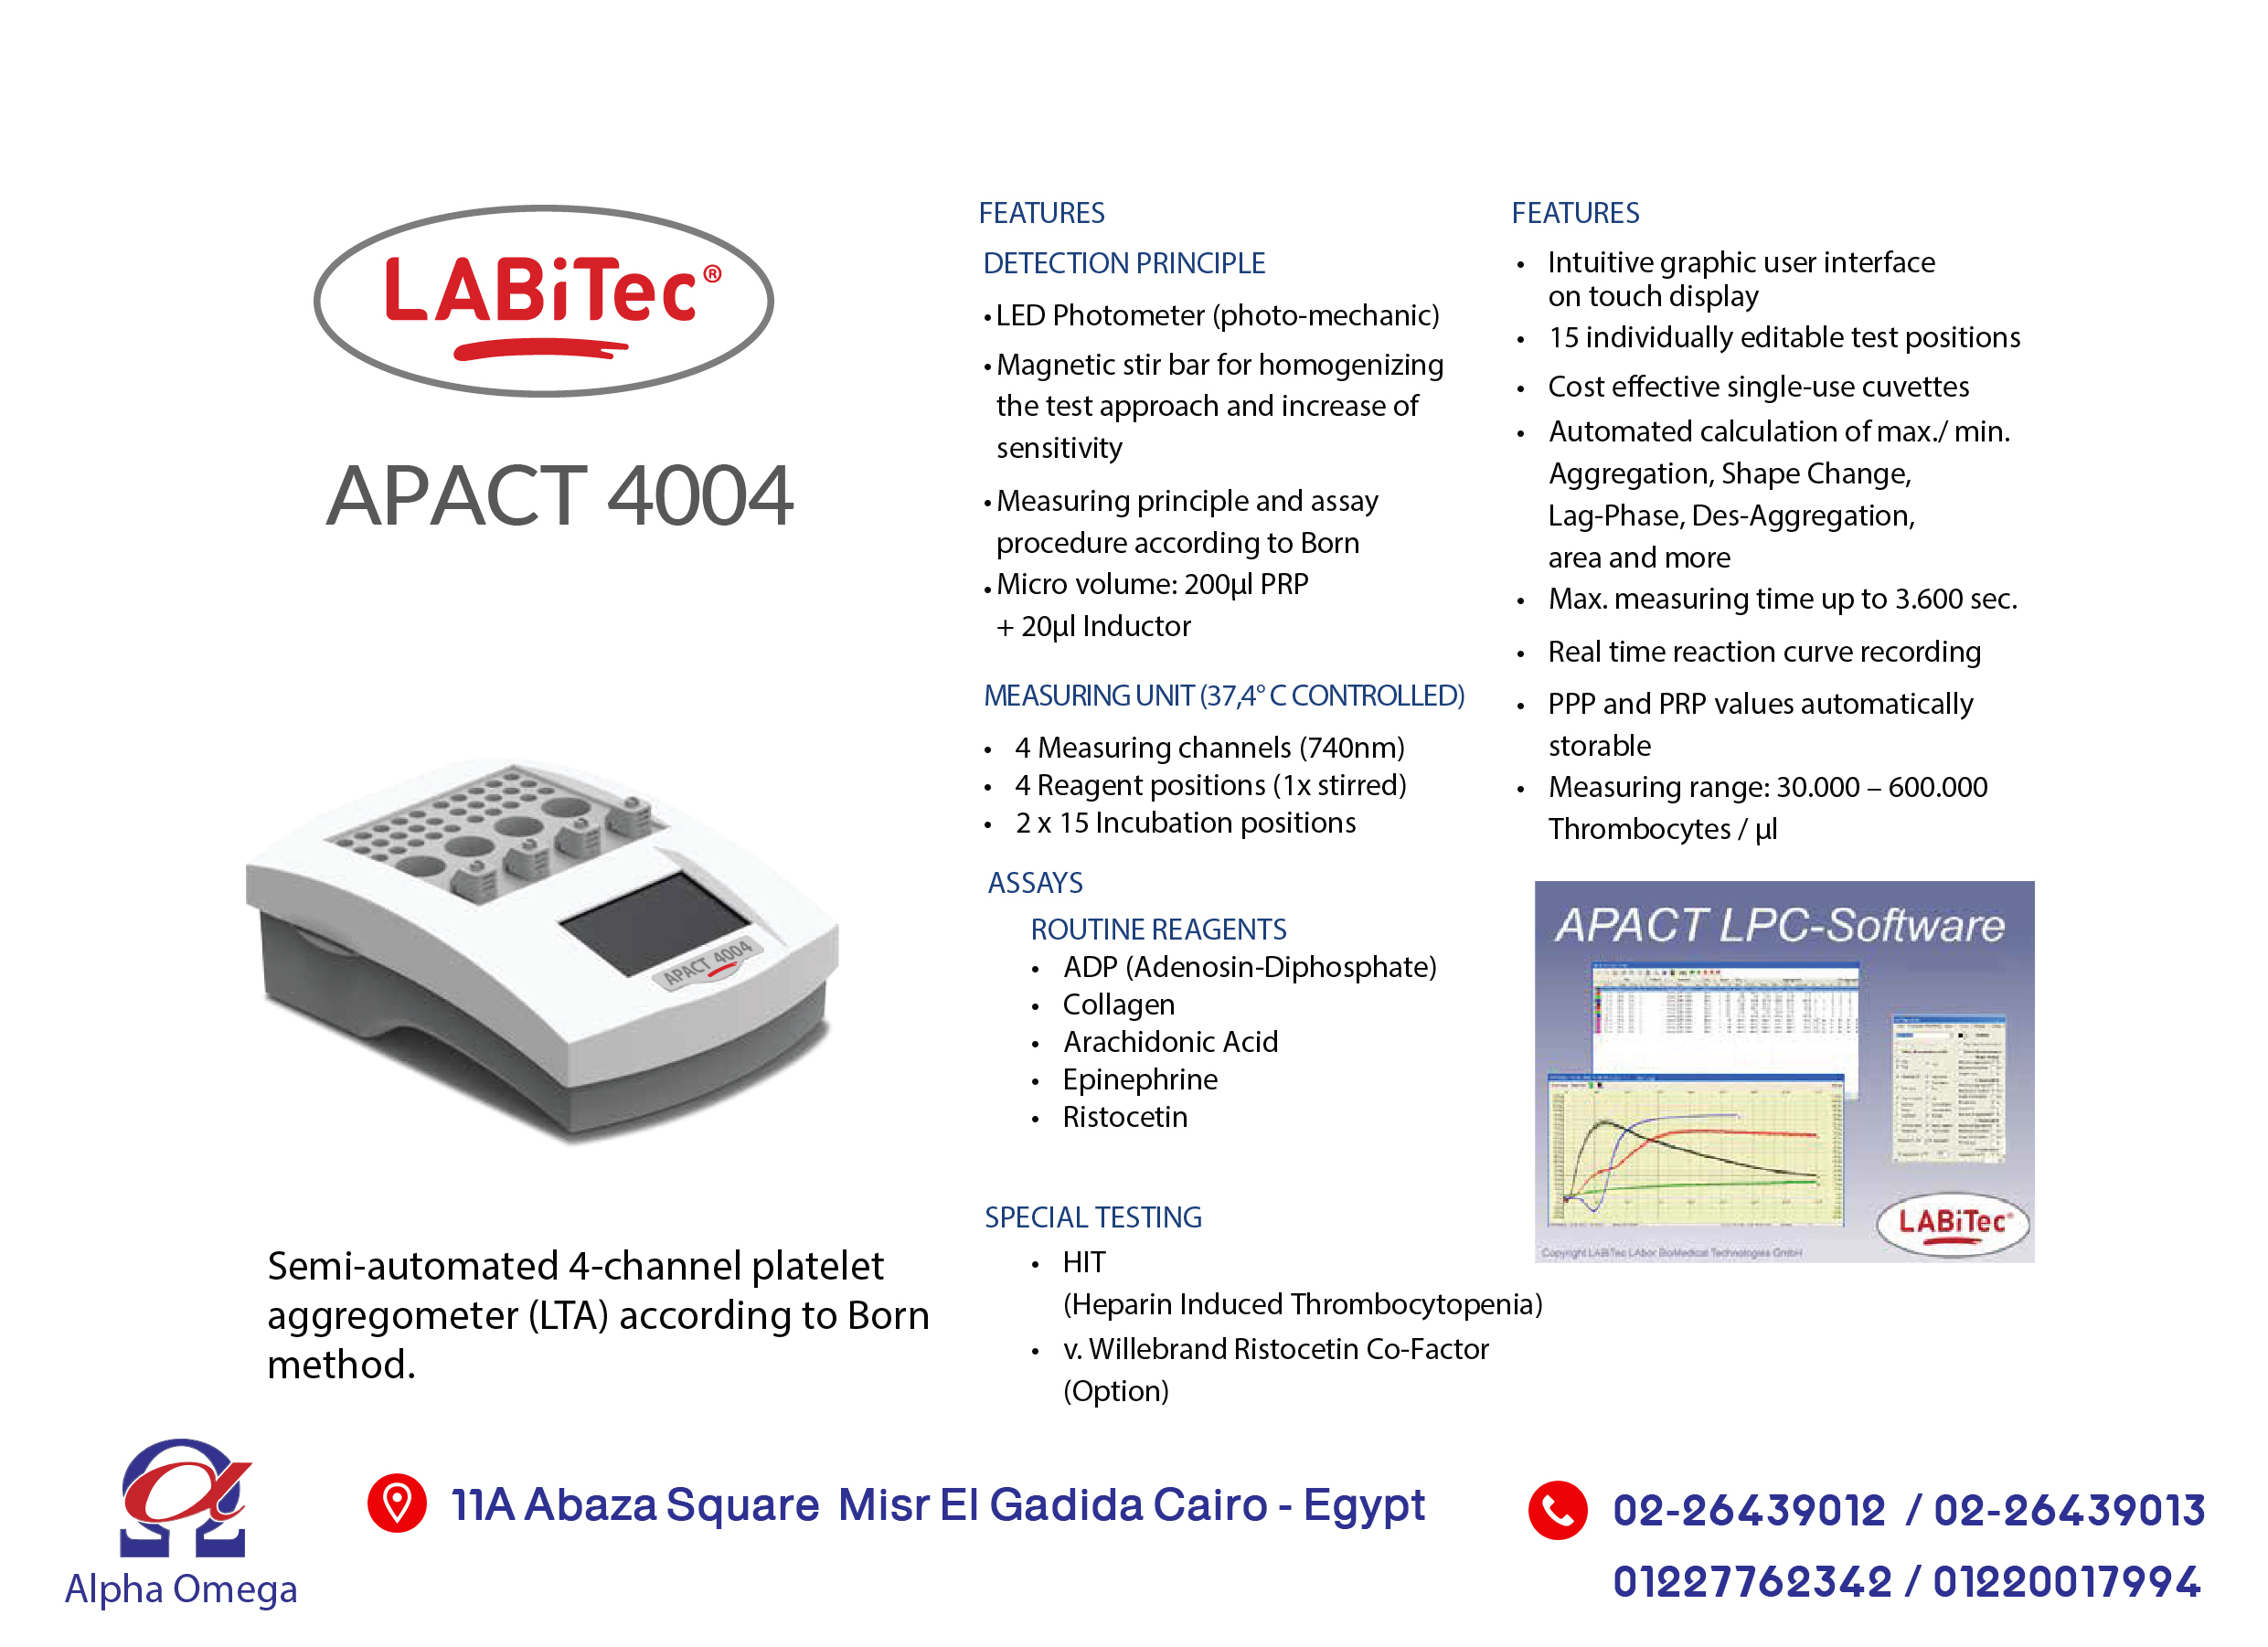 LABiTec®
APACT 4004
APACT 4004
Semi-automated 4-channel platelet
aggregometer (LTA) according to Born
method.
FEATURES
DETECTION PRINCIPLE
• LED Photometer (photo-mechanic)
• Magnetic stir bar for homogenizing
the test approach and increase of
sensitivity
• Measuring principle and assay
procedure according to Born
• Micro volume: 200µl PRP
+ 20µl Inductor
MEASURING UNIT (37,4° C CONTROLLED)
• 4 Measuring channels (740nm)
• 4 Reagent positions (1x stirred)
• 2 x 15 Incubation positions
ASSAYS
ROUTINE REAGENTS
• ADP (Adenosin-Diphosphate)
• Collagen
• Arachidonic Acid
• Epinephrine
• Ristocetin
SPECIAL TESTING
• HIT
(Heparin Induced Thrombocytopenia)
• v. Willebrand Ristocetin Co-Factor
(Option)
FEATURES
• Intuitive graphic user interface
on touch display
• 15 individually editable test positions
• Cost effective single-use cuvettes
• Automated calculation of max./ min.
Aggregation, Shape Change,
Lag-Phase, Des-Aggregation,
area and more
• Max. measuring time up to 3.600 sec.
• Real time reaction curve recording
• PPP and PRP values automatically
storable
• Measuring range: 30.000 – 600.000
Thrombocytes / µl
APACT LPC-Software
LABiTec®
Copyright LABiTec LAbor BioMedical Technologies GmbH
Alpha Omega
11A Abaza Square Misr El Gadida Cairo - Egypt
02-26439012 / 02-26439013
01227762342 / 01220017994